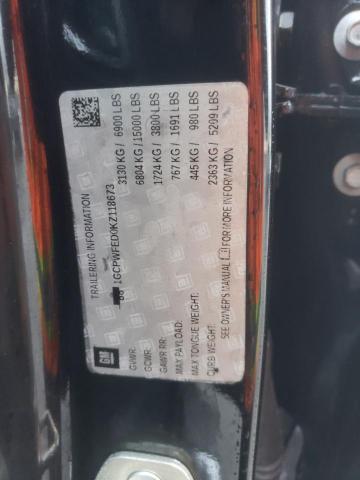 GM
TRAILERING INFORMATION
1GCPWFED0KZ118673
GVWR: 3130 KG / 6900 LBS
GCWR: 6804 KG / 15000 LBS
GAWR RR: 1724 KG / 3800 LBS
MAX PAYLOAD: 767 KG / 1691 LBS
MAX TONGUE WEIGHT: 445 KG / 980 LBS
CURB WEIGHT: 2363 KG / 5209 LBS
SEE OWNER'S MANUAL FOR MORE INFORMATION